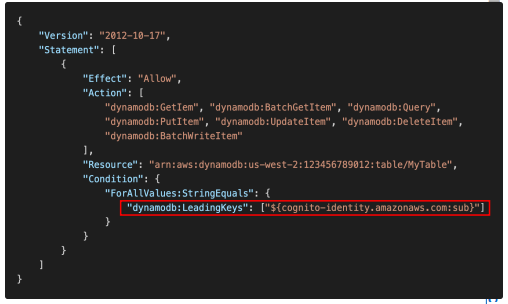 {
    "Version": "2012-10-17",
    "Statement": [
        {
            "Effect": "Allow",
            "Action": [
                "dynamodb:GetIem", "dynamodb:BatchGetItem", "dynamodb:Query",
                "dynamodb:PutItem", "dynamodb:UpdateItem", "dynamodb:DeleteItem",
                "dynamodb:BatchWriteItem"
            ],
            "Resource": "arn:aws:dynamodb:us-west-2:123456789012:table/MyTable",
            "Condition": {
                "ForAllValues:StringEquals": {
                    "dynamodb:LeadingKeys": ["${cognito-identity.amazonaws.com:sub}"]
                }
            }
        }
    ]
}